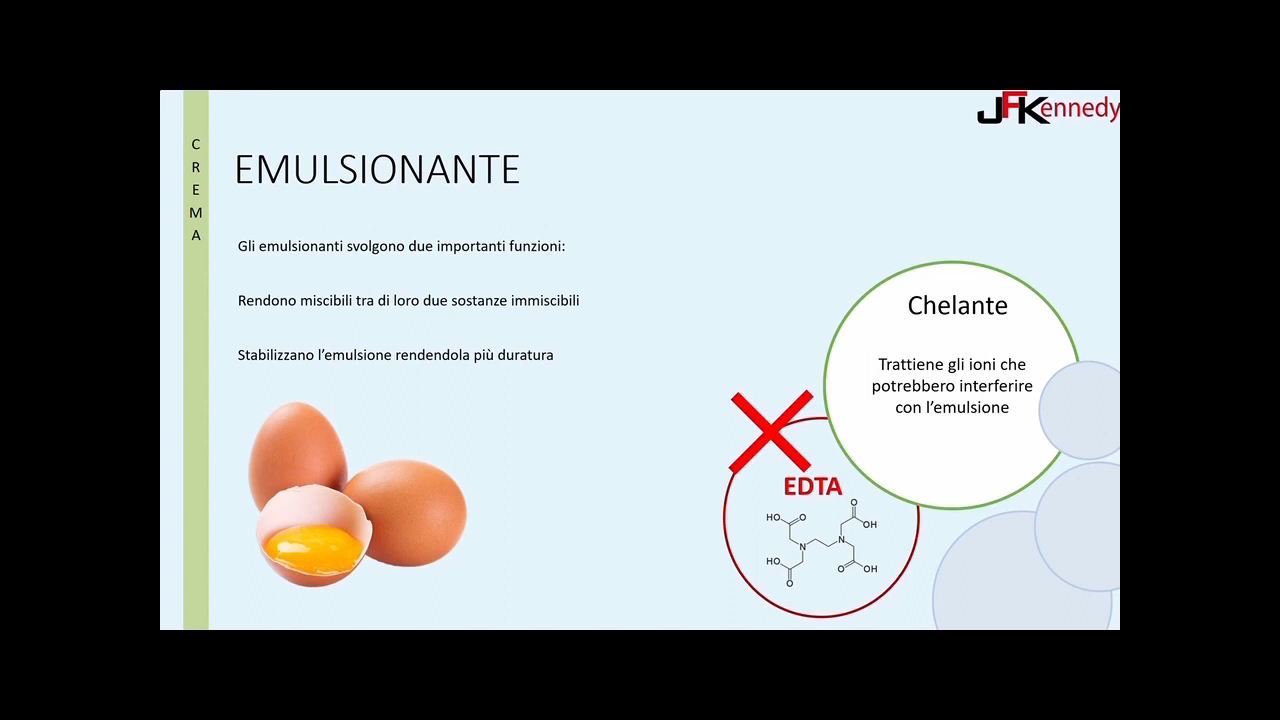 JFKennedy
C
R
E
M
A
EMULSIONANTE
Gli emulsionanti svolgono due importanti funzioni:
Rendono miscibili tra di loro due sostanze immiscibili
Stabilizzano l’emulsione rendendola più duratura
Chelante
Trattiene gli ioni che
potrebbero interferire
con l’emulsione
EDTA
O
HO O OH
N
N
HO O OH
O